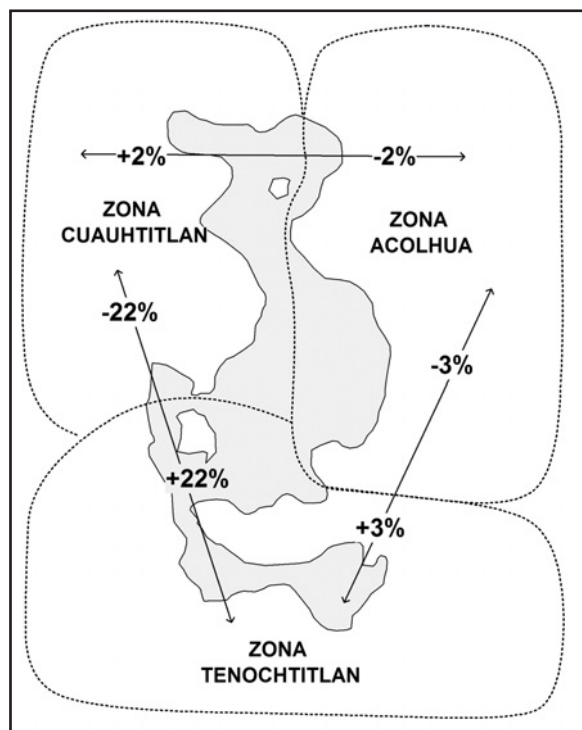 +2%
-2%
ZONA
CUAUHTITLAN
ZONA
ACOLHUA
-22%
-3%
+22%
+3%
ZONA
TENOCHTITLAN